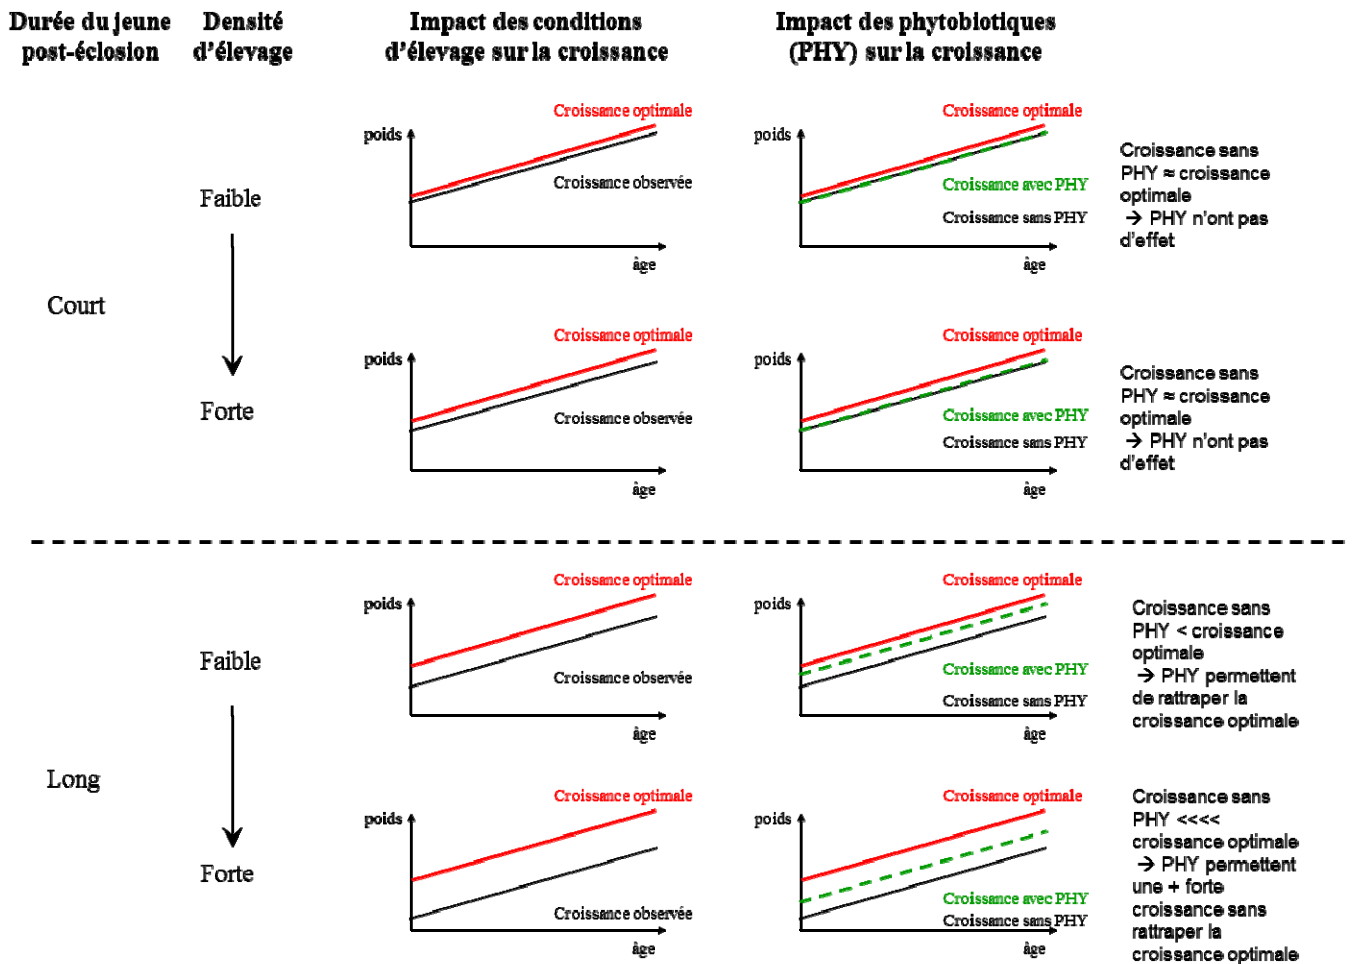 Durée du jeune
post-éclosion
Densité
d'élevage
Impact des conditions
d'élevage sur la croissance
Impact des phytobiotiques
(PHY) sur la croissance
Court
Faible
poids
Croissance optimale
Croissance observée
âge
poids
Croissance optimale
Croissance avec PHY
Croissance sans PHY
âge
Croissance sans
PHY ≈ croissance
optimale
→ PHY n'ont pas
d'effet
Forte
poids
Croissance optimale
Croissance observée
âge
poids
Croissance optimale
Croissance avec PHY
Croissance sans PHY
âge
Croissance sans
PHY ≈ croissance
optimale
→ PHY n'ont pas
d'effet
Long
Faible
poids
Croissance optimale
Croissance observée
âge
poids
Croissance optimale
Croissance avec PHY
Croissance sans PHY
âge
Croissance sans
PHY < croissance
optimale
→ PHY permettent
de rattraper la
croissance optimale
Forte
poids
Croissance optimale
Croissance observée
âge
poids
Croissance optimale
Croissance avec PHY
Croissance sans PHY
âge
Croissance sans
PHY <<<<
croissance optimale
→ PHY permettent
une + forte
croissance sans
rattraper la
croissance optimale